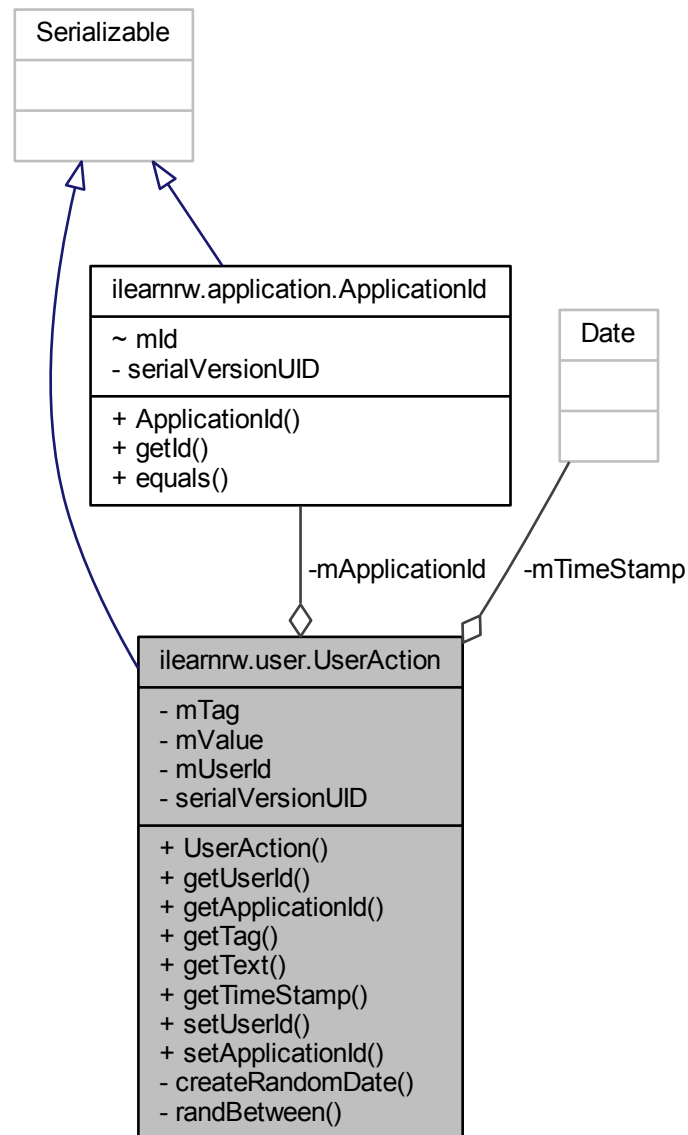 Serializable
ilearnrw.application.ApplicationId
~ mId
- serialVersionUID
+ ApplicationId()
+ getId()
+ equals()
Date
-mApplicationId
-mTimeStamp
ilearnrw.user.UserAction
- mTag
- mValue
- mUserId
- serialVersionUID
+ UserAction()
+ getUserId()
+ getApplicationId()
+ getTag()
+ getText()
+ getTimeStamp()
+ setUserId()
+ setApplicationId()
- createRandomDate()
- randBetween()